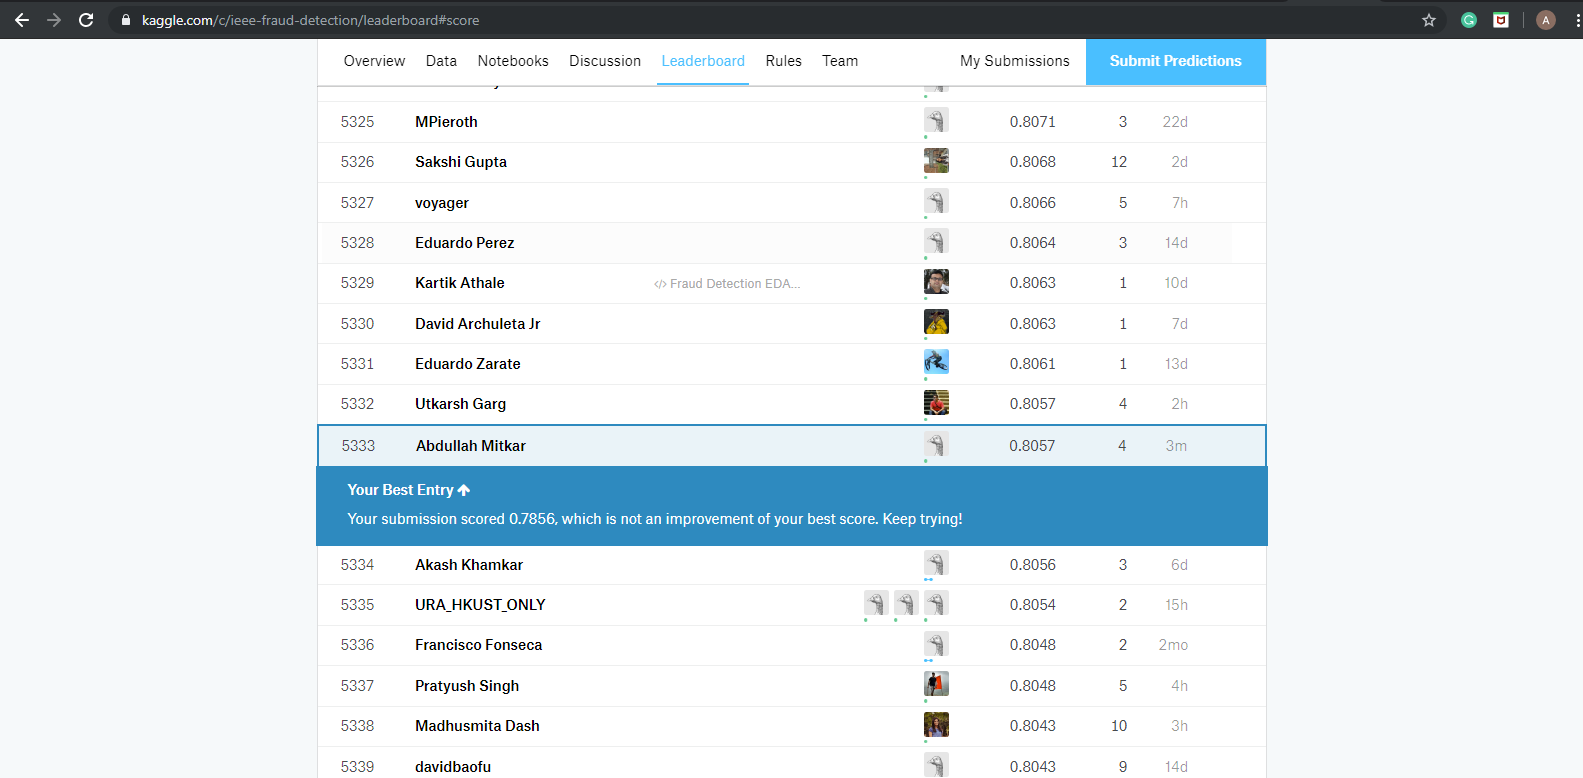 kaggle.com/c/ieee-fraud-detection/leaderboard#score
A
Overview Data Notebooks Discussion Leaderboard Rules Team My Submissions Submit Predictions
5325 MPieroth 0.8071 3 22d
5326 Sakshi Gupta 0.8068 12 2d
5327 voyager 0.8066 5 7h
5328 Eduardo Perez 0.8064 3 14d
5329 Kartik Athale </> Fraud Detection EDA... 0.8063 1 10d
5330 David Archuleta Jr 0.8063 1 7d
5331 Eduardo Zarate 0.8061 1 13d
5332 Utkarsh Garg 0.8057 4 2h
5333 Abdullah Mitkar 0.8057 4 3m
Your Best Entry
Your submission scored 0.7856, which is not an improvement of your best score. Keep trying!
5334 Akash Khamkar 0.8056 3 6d
5335 URA_HKUST_ONLY 0.8054 2 15h
5336 Francisco Fonseca 0.8048 2 2mo
5337 Pratyush Singh 0.8048 5 4h
5338 Madhusmita Dash 0.8043 10 3h
5339 davidbaofu 0.8043 9 14d